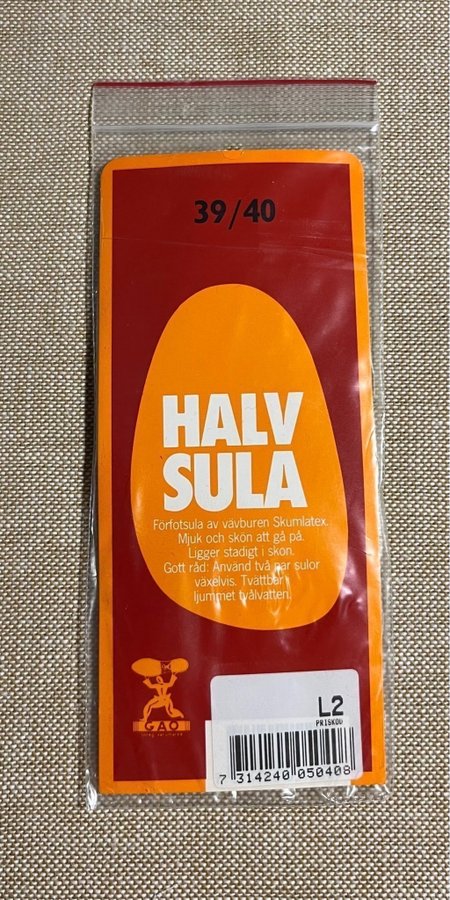 39/40
HALV
SULA
Forfotsula av vävburen Skumlatex.
Mjuk och skön att gå på.
Ligger stadigt i skon.
Gott råd: Använd två par sulor
växelvis. Tvättbar i
ljummet tvålvatten.
GAO
L2
PRISKOD
7 314240 050408